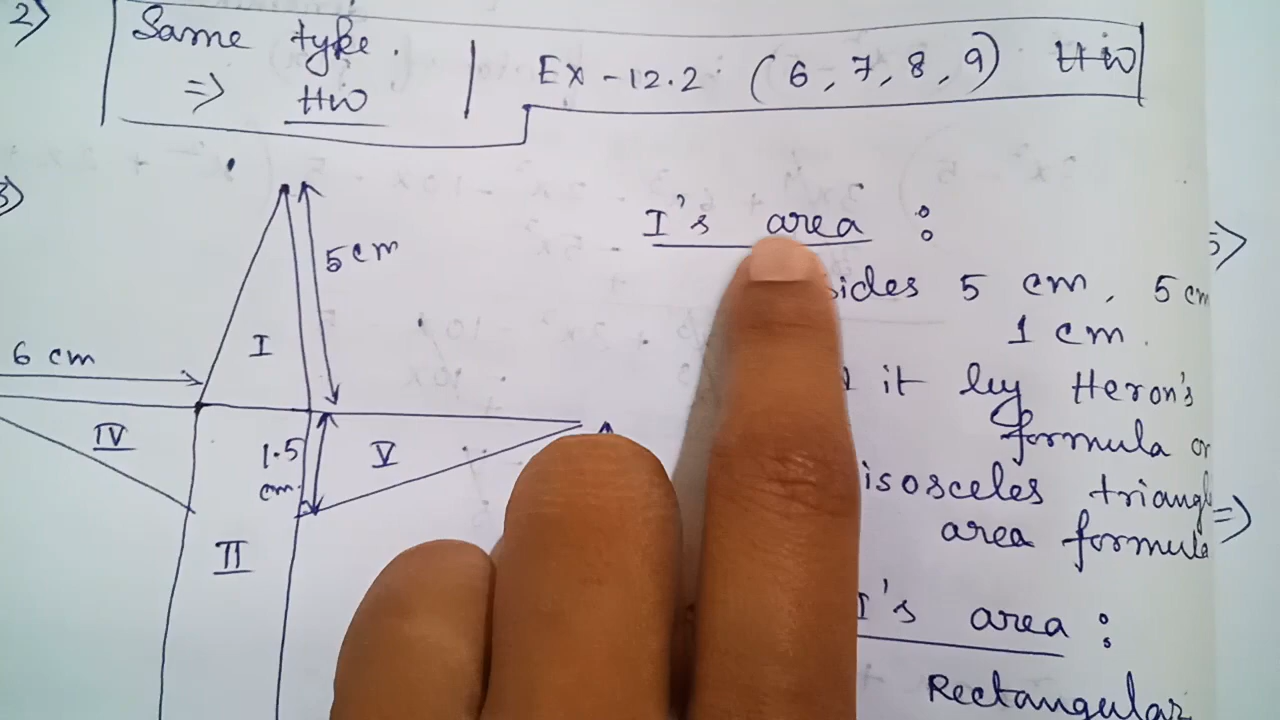 2)
Same type.
⇒ HW
Ex-12.2 (6, 7, 8, 9) HW
5 cm
6 cm
I
IV
1.5 cm
V
II
I's area :
sides 5 cm, 5 cm
1 cm.
it by Heron's
formula or
isosceles
area formula
I's area :
Rectangular